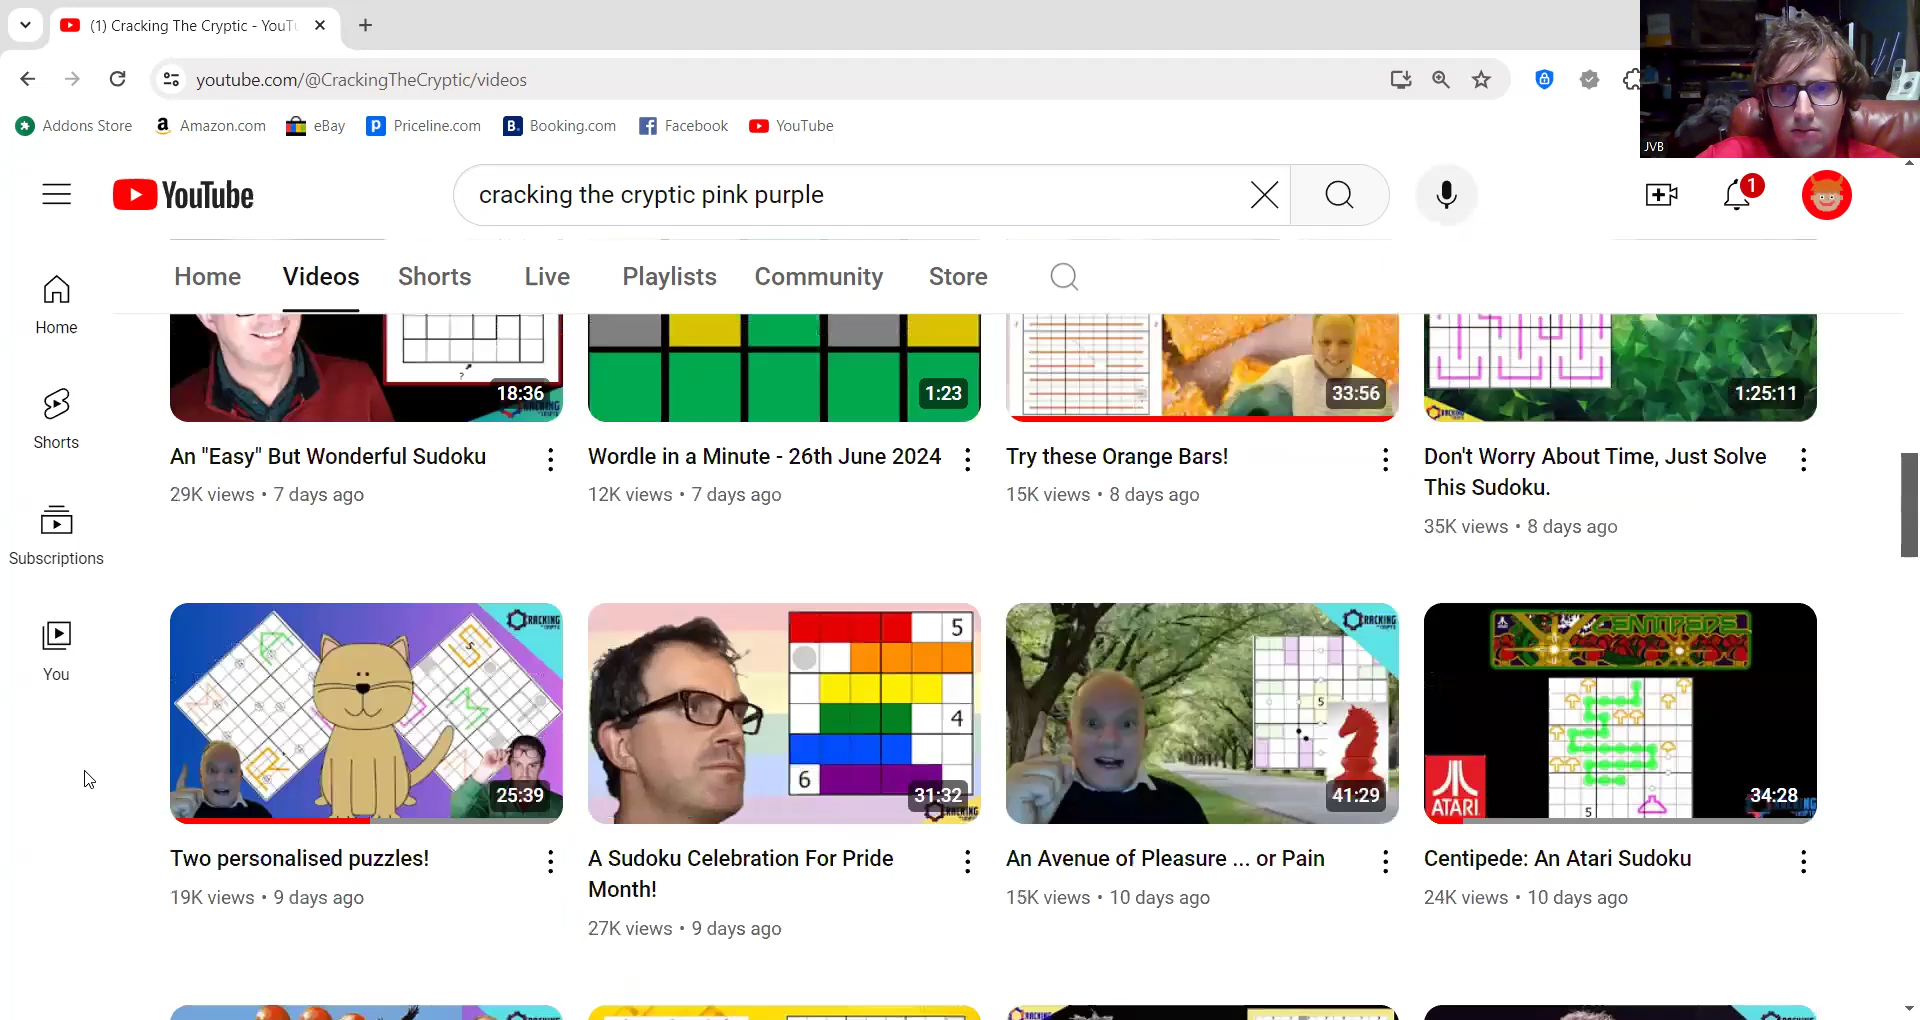 (1) Cracking The Cryptic - YouTu
youtube.com/@CrackingTheCryptic/videos
Addons Store
Amazon.com
eBay
Priceline.com
Booking.com
Facebook
YouTube
JVB
YouTube
cracking the cryptic pink purple
1
Home
Videos
Shorts
Live
Playlists
Community
Store
Home
Shorts
Subscriptions
You
?
18:36
1:23
33:56
1:25:11
An "Easy" But Wonderful Sudoku
29K views • 7 days ago
Wordle in a Minute - 26th June 2024
12K views • 7 days ago
Try these Orange Bars!
15K views • 8 days ago
Don't Worry About Time, Just Solve
This Sudoku.
35K views • 8 days ago
CRACKING
25:39
5
4
6
31:32
CRACKING
CRACKING
5
41:29
CENTIPEDE
ATARI
5
34:28
Two personalised puzzles!
19K views • 9 days ago
A Sudoku Celebration For Pride
Month!
27K views • 9 days ago
An Avenue of Pleasure ... or Pain
15K views • 10 days ago
Centipede: An Atari Sudoku
24K views • 10 days ago